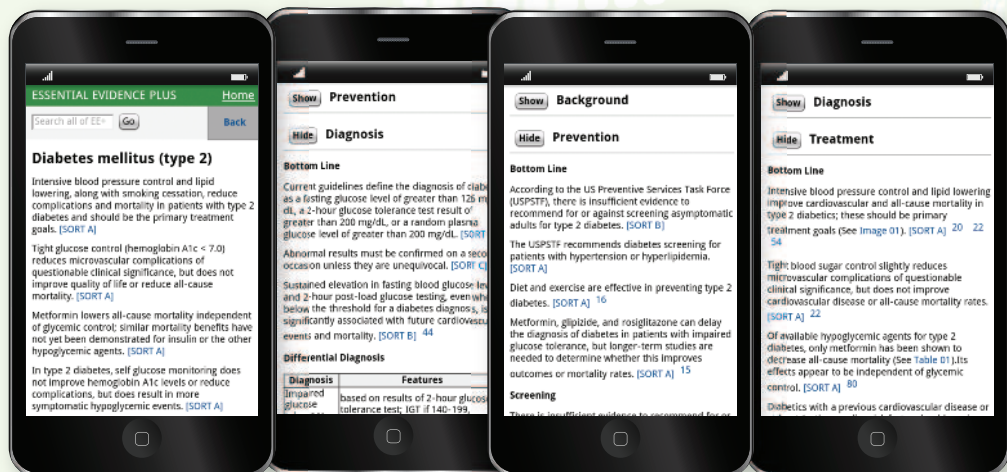 ESSENTIAL EVIDENCE PLUS Home
Search all of EE+ Go Back
Diabetes mellitus (type 2)
Intensive blood pressure control and lipid
lowering, along with smoking cessation, reduce
complications and mortality in patients with type 2
diabetes and should be the primary treatment
goals. [SORT A]
Tight glucose control (hemoglobin A1c < 7.0)
reduces microvascular complications of
questionable clinical significance, but does not
improve quality of life or reduce all-cause
mortality. [SORT A]
Metformin lowers all-cause mortality independent
of glycemic control; similar mortality benefits have
not yet been demonstrated for insulin or the other
hypoglycemic agents. [SORT A]
In type 2 diabetes, self glucose monitoring does
not improve hemoglobin A1c levels or reduce
complications, but does result in more
symptomatic hypoglycemic events. [SORT A]
Show Prevention
Hide Diagnosis
Bottom Line
Current guidelines define the diagnosis of
as a fasting glucose level of greater than 126
dL, a 2-hour glucose tolerance test result of
greater than 200 mg/dL, or a random plasma
glucose level of greater than 200 mg/dL. [SORT
Abnormal results must be confirmed on a
occasion unless they are unequivocal. [SORT C]
Sustained elevation in fasting blood glucose
and 2-hour post-load glucose testing, even
below the threshold for a diabetes diagnosis,
significantly associated with future
events and mortality. [SORT B] 44
Differential Diagnosis
Diagnosis Features
Impaired
glucose
based on results of 2-hour
tolerance test; IGT if 140-199,
Show Background
Hide Prevention
Bottom Line
According to the US Preventive Services Task Force
(USPSTF), there is insufficient evidence to
recommend for or against screening asymptomatic
adults for type 2 diabetes. [SORT B]
The USPSTF recommends diabetes screening for
patients with hypertension or hyperlipidemia.
[SORT A]
Diet and exercise are effective in preventing type 2
diabetes. [SORT A] 16
Metformin, glipizide, and rosiglitazone can delay
the diagnosis of diabetes in patients with impaired
glucose tolerance, but longer-term studies are
needed to determine whether this improves
outcomes or mortality rates. [SORT A] 15
Screening
There is insufficient evidence to recommend for or
Show Diagnosis
Hide Treatment
Bottom Line
Intensive blood pressure control and lipid lowering
improve cardiovascular and all-cause mortality in
type 2 diabetics; these should be primary
treatment goals (See Image 01). [SORT A] 20 22
54
Tight blood sugar control slightly reduces
microvascular complications of questionable
clinical significance, but does not improve
cardiovascular disease or all-cause mortality rates.
[SORT A] 22
Of available hypoglycemic agents for type 2
diabetes, only metformin has been shown to
decrease all-cause mortality (See Table 01).Its
effects appear to be independent of glycemic
control. [SORT A] 80
Diabetics with a previous cardiovascular disease or